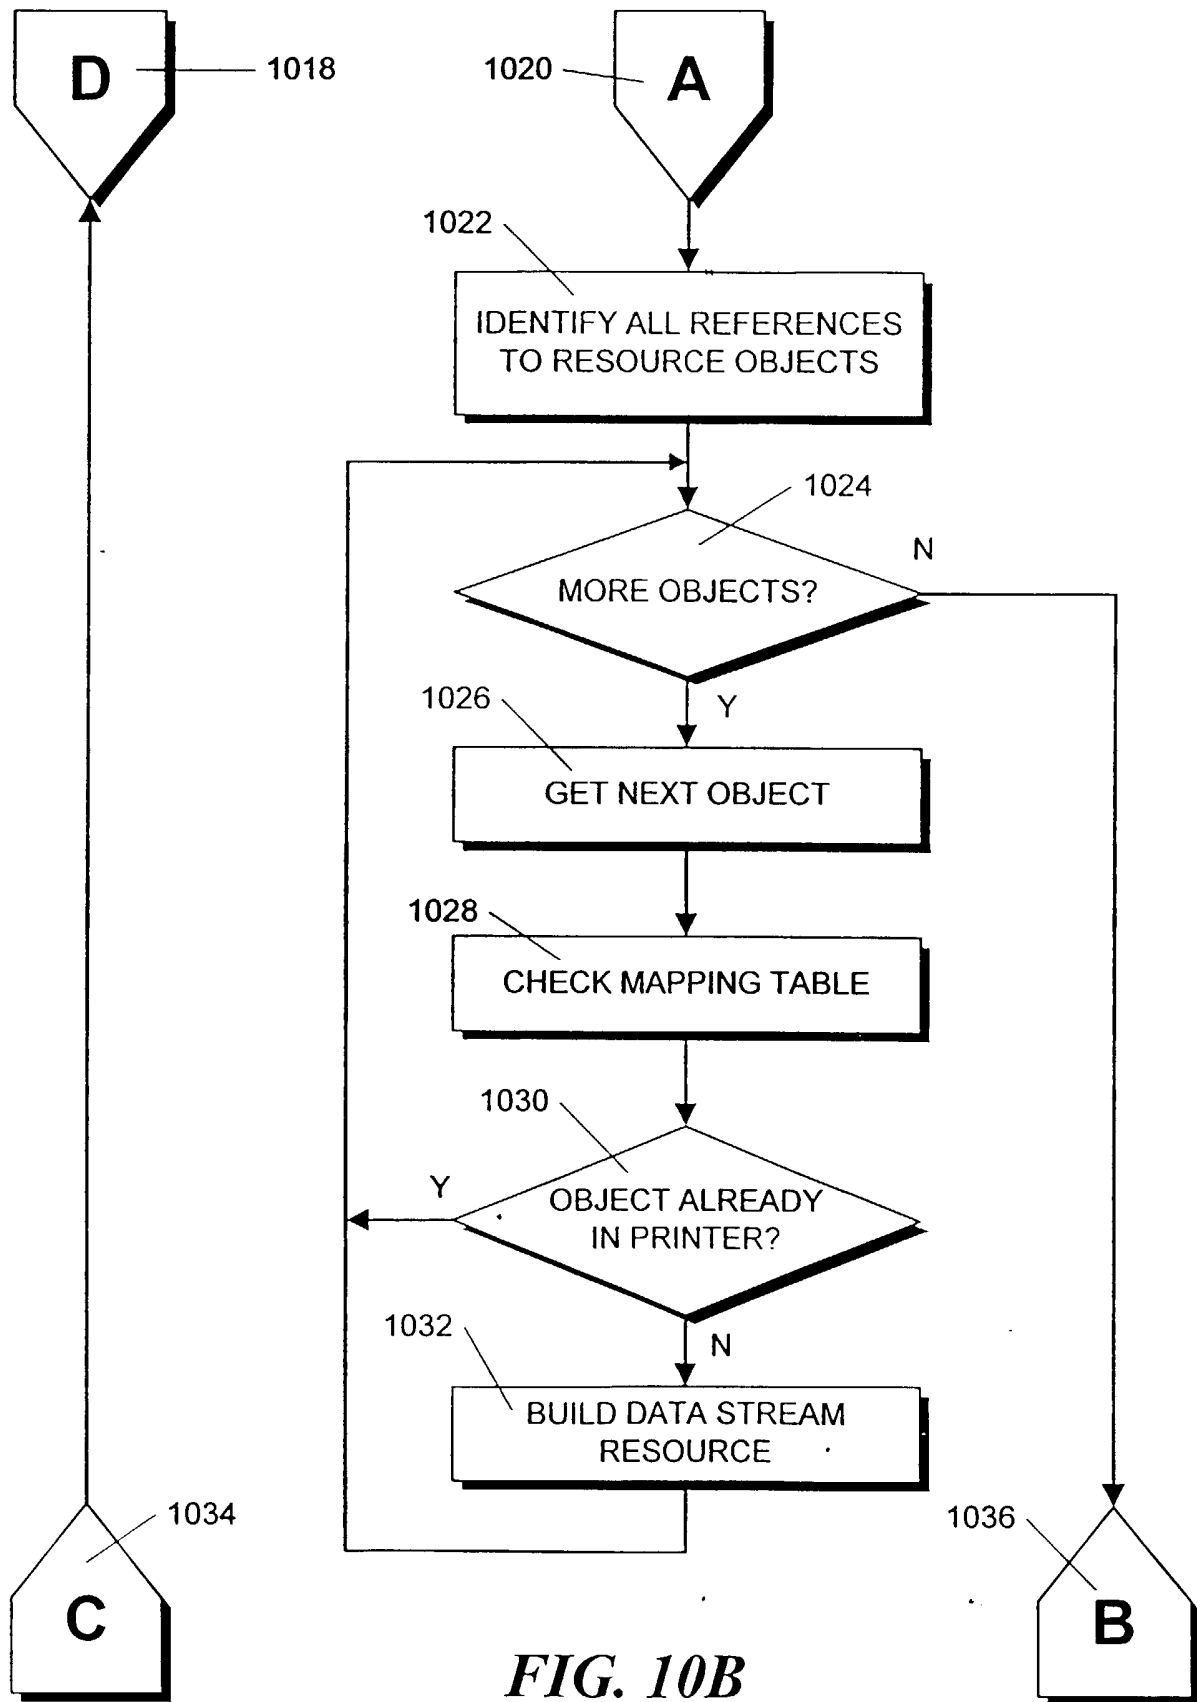 D
1018
1020
A
1022
IDENTIFY ALL REFERENCES
TO RESOURCE OBJECTS
1024
N
MORE OBJECTS?
1026
Y
GET NEXT OBJECT
1028
CHECK MAPPING TABLE
1030
Y
OBJECT ALREADY
IN PRINTER?
1032
N
BUILD DATA STREAM
RESOURCE
1034
1036
C
B
FIG. 10B